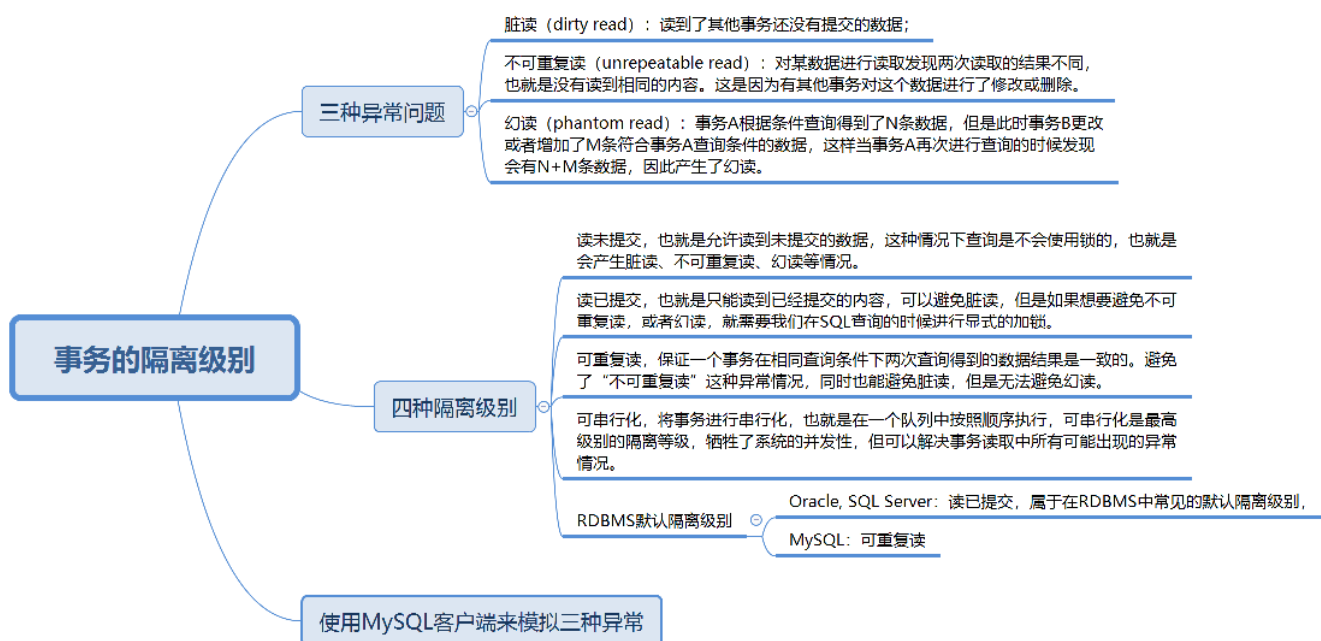 脏读（dirty read）：读到了其他事务还没有提交的数据；
不可重复读（unrepeatable read）：对某数据进行读取发现两次读取的结果不同，
也就是没有读到相同的内容。这是因为有其他事务对这个数据进行了修改或删除。
三种异常问题
幻读（phantom read）：事务A根据条件查询得到了N条数据，但是此时事务B更改
或者增加了M条符合事务A查询条件的数据，这样当事务A再次进行查询的时候发现
会有N+M条数据，因此产生了幻读。
事务的隔离级别
读未提交，也就是允许读到未提交的数据，这种情况下查询是不会使用锁的，也就是
会产生脏读、不可重复读、幻读等情况。
读已提交，也就是只能读到已经提交的内容，可以避免脏读，但是如果想要避免不可
重复读，或者幻读，就需要我们在SQL查询的时候进行显式的加锁。
可重复读，保证一个事务在相同查询条件下两次查询得到的数据结果是一致的。避免
了“不可重复读”这种异常情况，同时也能避免脏读，但是无法避免幻读。
四种隔离级别
可串行化，将事务进行串行化，也就是在一个队列中按照顺序执行，可串行化是最高
级别的隔离等级，牺牲了系统的并发性，但可以解决事务读取中所有可能出现的异常
情况。
RDBMS默认隔离级别
Oracle, SQL Server：读已提交，属于在RDBMS中常见的默认隔离级别，
MySQL：可重复读
使用MySQL客户端来模拟三种异常